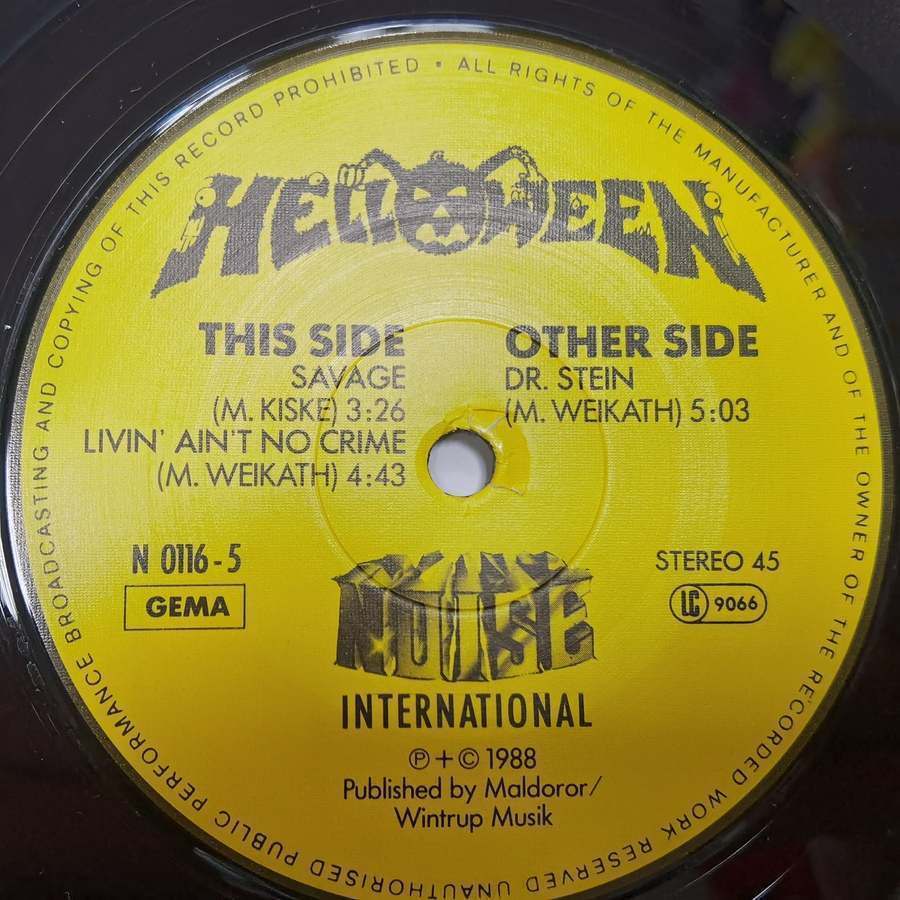 BROADCASTING AND COPYING OF THIS RECORD PROHIBITED • ALL RIGHTS OF THE MANUFACTURER AND OF THE OWNER OF THE RECORDED WORK RESERVED UNAUTHORISED PUBLIC PERFORMANCE
HELLOWEEN
THIS SIDE
SAVAGE
(M. KISKE) 3:26
LIVIN' AIN'T NO CRIME
(M. WEIKATH) 4:43
OTHER SIDE
DR. STEIN
(M. WEIKATH) 5:03
N 0116-5
GEMA
STEREO 45
LC 9066
NOISE
INTERNATIONAL
℗ + © 1988
Published by Maldoror/
Wintrup Musik